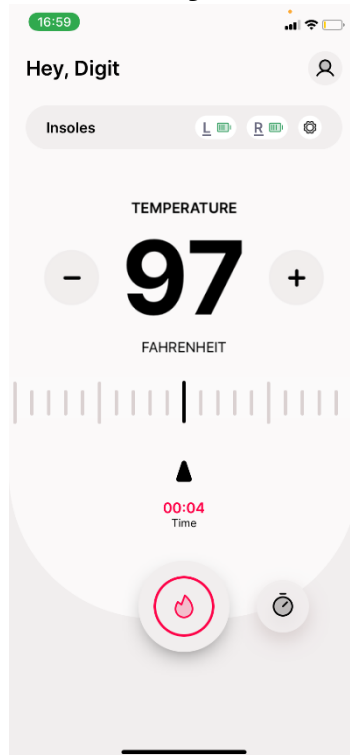 16:59
Hey, Digit
Insoles L R
TEMPERATURE
97
FAHRENHEIT
00:04
Time